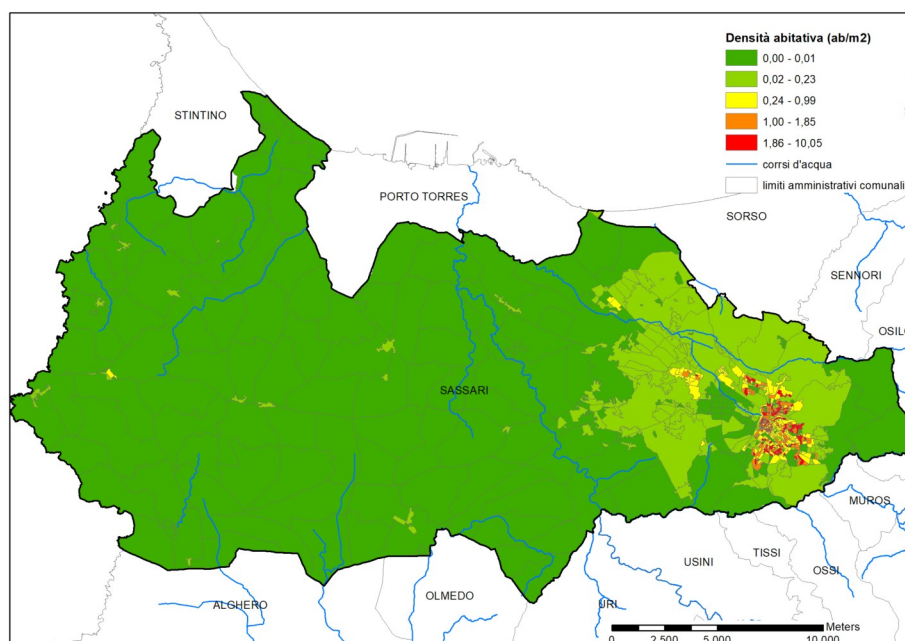 Densità abitativa (ab/m2)
0,00 - 0,01
0,02 - 0,23
0,24 - 0,99
1,00 - 1,85
1,86 - 10,05
corrsi d'acqua
limiti amministrativi comunali
STINTINO
PORTO TORRES
SORSO
SENNORI
OSILO
SASSARI
MUROS
TISSI
USINI
OSSI
OLMEDO
ALGHERO
URI
Meters
0 2.500 5.000 10.000